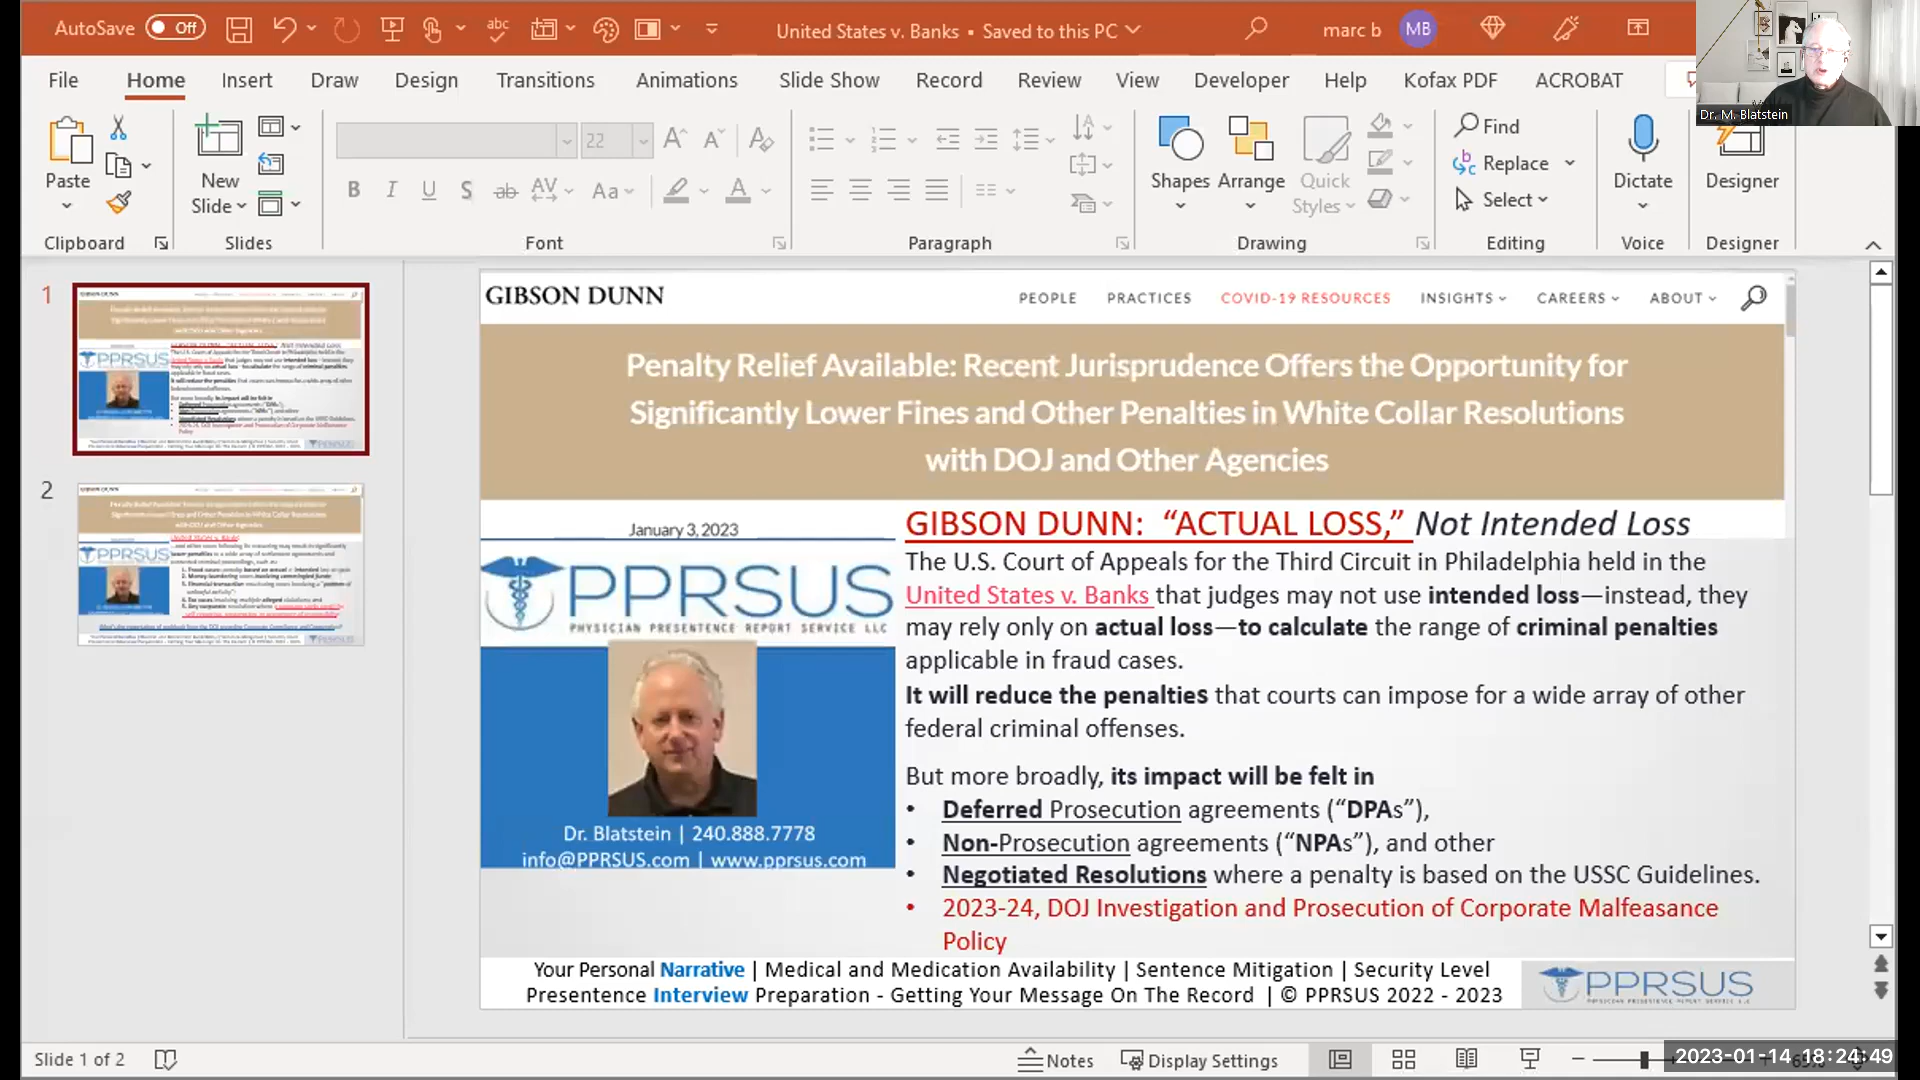 AutoSave Off abc United States v. Banks • Saved to this PC marc b MB
Dr. M. Blatstein
File Home Insert Draw Design Transitions Animations Slide Show Record Review View Developer Help Kofax PDF ACROBAT
Paste New Slide 22 Shapes Arrange Quick Styles Find Replace Select Dictate Designer
Clipboard Slides Font Paragraph Drawing Editing Voice Designer
1
2
GIBSON DUNN PEOPLE PRACTICES COVID-19 RESOURCES INSIGHTS CAREERS ABOUT
Penalty Relief Available: Recent Jurisprudence Offers the Opportunity for
Significantly Lower Fines and Other Penalties in White Collar Resolutions
with DOJ and Other Agencies
January 3, 2023
PPRSUS
PHYSICIAN PRESENTENCE REPORT SERVICE LLC
Dr. Blatstein | 240.888.7778
info@PPRSUS.com | www.pprsus.com
GIBSON DUNN: “ACTUAL LOSS,” Not Intended Loss
The U.S. Court of Appeals for the Third Circuit in Philadelphia held in the
United States v. Banks that judges may not use intended loss—instead, they
may rely only on actual loss—to calculate the range of criminal penalties
applicable in fraud cases.
It will reduce the penalties that courts can impose for a wide array of other
federal criminal offenses.
But more broadly, its impact will be felt in
• Deferred Prosecution agreements (“DPAs”),
• Non-Prosecution agreements (“NPAs”), and other
• Negotiated Resolutions where a penalty is based on the USSC Guidelines.
• 2023-24, DOJ Investigation and Prosecution of Corporate Malfeasance
Policy
Your Personal Narrative | Medical and Medication Availability | Sentence Mitigation | Security Level
Presentence Interview Preparation - Getting Your Message On The Record | © PPRSUS 2022 - 2023
PPRSUS
Slide 1 of 2 Notes Display Settings
2023-01-14 18:24:49